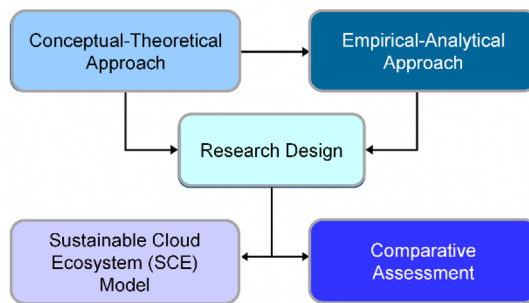 Conceptual-Theoretical
Approach
Empirical-Analytical
Approach
Research Design
Sustainable Cloud
Ecosystem (SCE)
Model
Comparative
Assessment